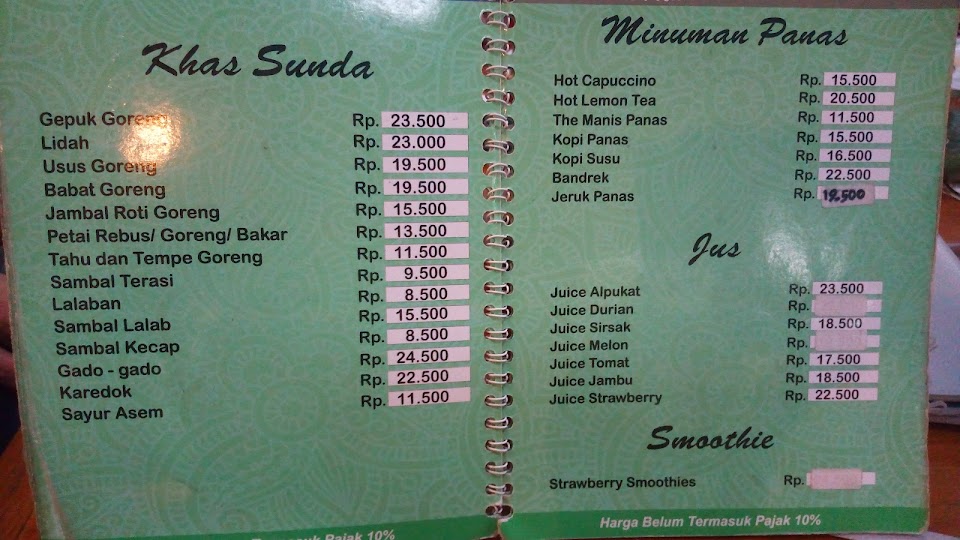 Khas Sunda
Gepuk Goreng Rp. 23.500
Lidah Rp. 23.000
Usus Goreng Rp. 19.500
Babat Goreng Rp. 19.500
Jambal Roti Goreng Rp. 15.500
Petai Rebus/ Goreng/ Bakar Rp. 13.500
Tahu dan Tempe Goreng Rp. 11.500
Sambal Terasi Rp. 9.500
Lalaban Rp. 8.500
Sambal Lalab Rp. 15.500
Sambal Kecap Rp. 8.500
Gado - gado Rp. 24.500
Karedok Rp. 22.500
Sayur Asem Rp. 11.500
Pajak 10%
Minuman Panas
Hot Capuccino Rp. 15.500
Hot Lemon Tea Rp. 20.500
The Manis Panas Rp. 11.500
Kopi Panas Rp. 15.500
Kopi Susu Rp. 16.500
Bandrek Rp. 22.500
Jeruk Panas Rp.
Jus
Juice Alpukat Rp. 23.500
Juice Durian Rp.
Juice Sirsak Rp. 18.500
Juice Melon Rp.
Juice Tomat Rp. 17.500
Juice Jambu Rp. 18.500
Juice Strawberry Rp. 22.500
Smoothie
Strawberry Smoothies Rp.
Harga Belum Termasuk Pajak 10%